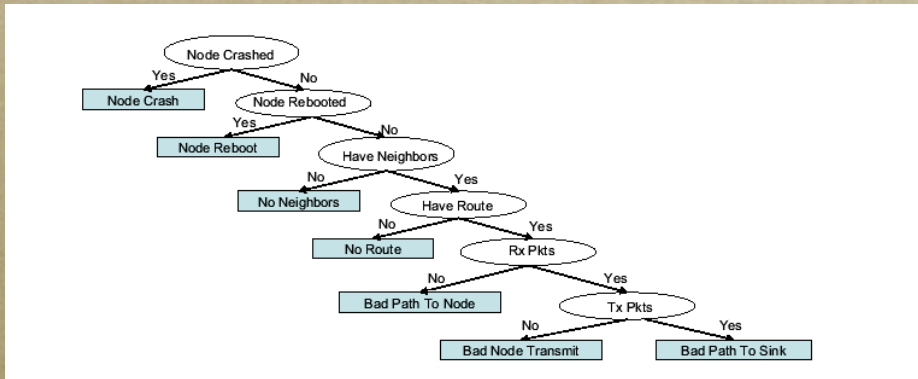 Node Crashed
Yes
No
Node Crash
Node Rebooted
Yes
No
Node Reboot
Have Neighbors
No
Yes
No Neighbors
Have Route
No
Yes
No Route
Rx Pkts
No
Yes
Bad Path To Node
Tx Pkts
No
Yes
Bad Node Transmit
Bad Path To Sink